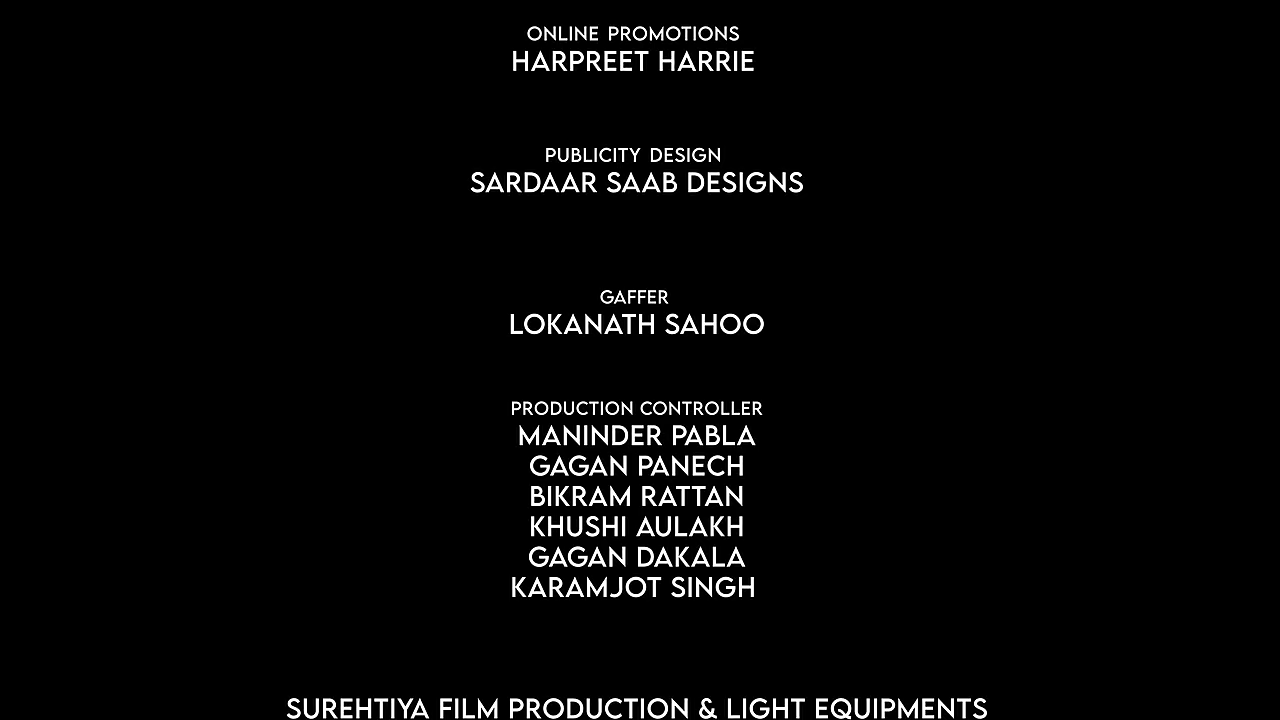 ONLINE PROMOTIONS
HARPREET HARRIE
PUBLICITY DESIGN
SARDAAR SAAB DESIGNS
GAFFER
LOKANATH SAHOO
PRODUCTION CONTROLLER
MANINDER PABLA
GAGAN PANECH
BIKRAM RATTAN
KHUSHI AULAKH
GAGAN DAKALA
KARAMJOT SINGH
SUREHTIYA FILM PRODUCTION & LIGHT EQUIPMENTS